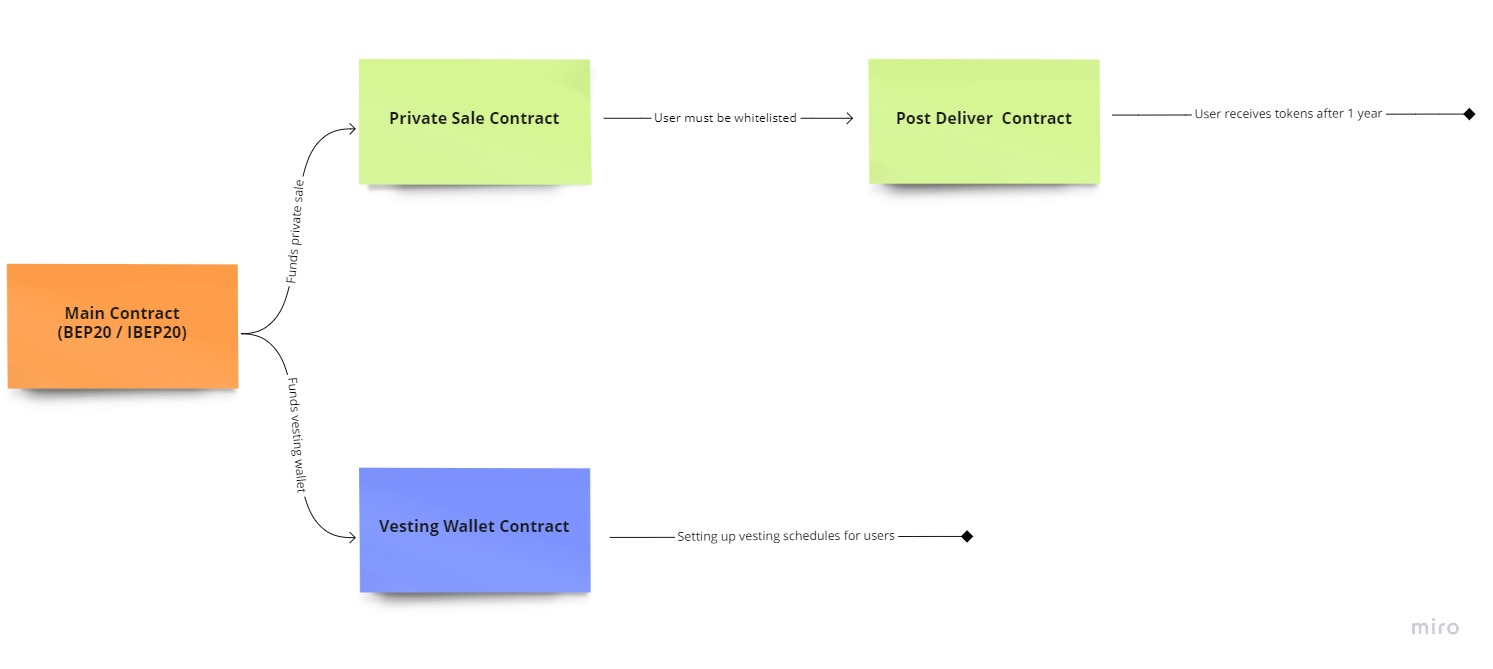 Private Sale Contract
User must be whitelisted
Post Deliver Contract
User receives tokens after 1 year
Funds private sale
Main Contract
(BEP20 / IBEP20)
Funds vesting wallet
Vesting Wallet Contract
Setting up vesting schedules for users
miro